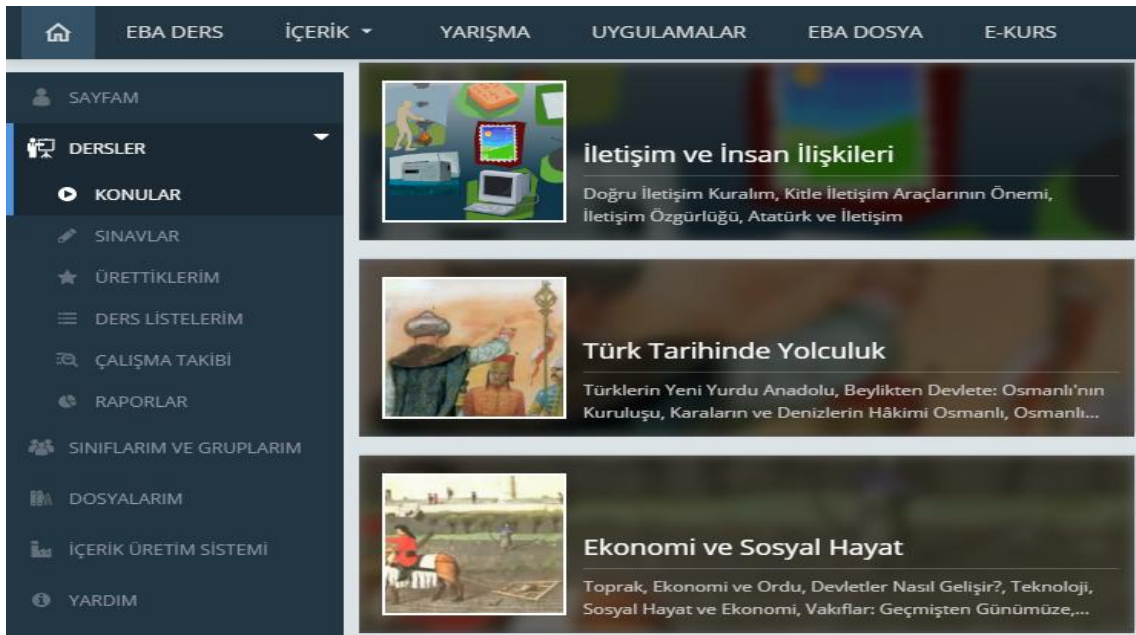 EBA DERS İÇERİK YARIŞMA UYGULAMALAR EBA DOSYA E-KURS
SAYFAM
DERSLER
KONULAR
SINAVLAR
ÜRETTİKLERİM
DERS LİSTELERİM
ÇALIŞMA TAKİBİ
RAPORLAR
SINIFLARIM VE GRUPLARIM
DOSYALARIM
İÇERİK ÜRETİM SİSTEMİ
YARDIM
İletişim ve İnsan İlişkileri
Doğru İletişim Kuralım, Kitle İletişim Araçlarının Önemi,
İletişim Özgürlüğü, Atatürk ve İletişim
Türk Tarihinde Yolculuk
Türklerin Yeni Yurdu Anadolu, Beylikten Devlete: Osmanlı'nın
Kuruluşu, Karaların ve Denizlerin Hâkimi Osmanlı, Osmanlı...
Ekonomi ve Sosyal Hayat
Toprak, Ekonomi ve Ordu, Devletler Nasıl Gelişir?, Teknoloji,
Sosyal Hayat ve Ekonomi, Vakıflar: Geçmişten Günümüze,...